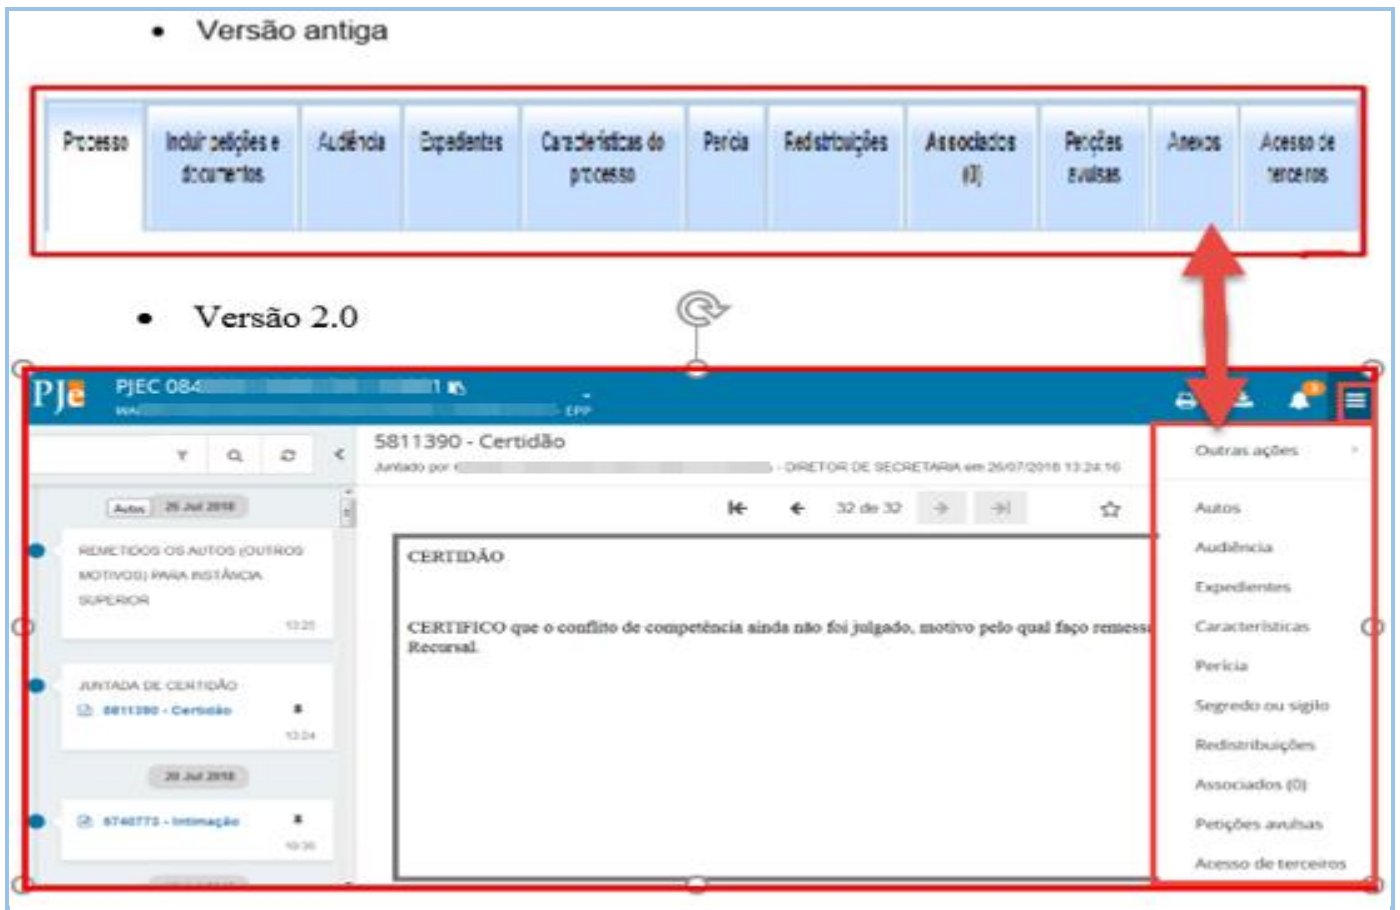 • Versão antiga
Processo
Incluir petições e
documentos
Audiência
Expedientes
Características do
processo
Perícia
Redistribuições
Associados
(0)
Petições
avulsas
Anexos
Acesso de
terceiros
• Versão 2.0
PJe
PJEC 084
1
EPP
5811390 - Certidão
Juntado por
- DIRETOR DE SECRETARIA em 26/07/2018 13:24:16
32 de 32
Autos
25 Jul 2018
REMETIDOS OS AUTOS (OUTROS
MOTIVOS) PARA INSTÂNCIA
SUPERIOR
13:25
JUNTADA DE CERTIDÃO
5811390 - Certidão
13:24
20 Jul 2018
5740773 - Intimação
CERTIDÃO
CERTIFICO que o conflito de competência ainda não foi julgado, motivo pelo qual faço remessa
Recursal.
Outras ações
Autos
Audiência
Expedientes
Características
Perícia
Segredo ou sigilo
Redistribuições
Associados (0)
Petições avulsas
Acesso de terceiros